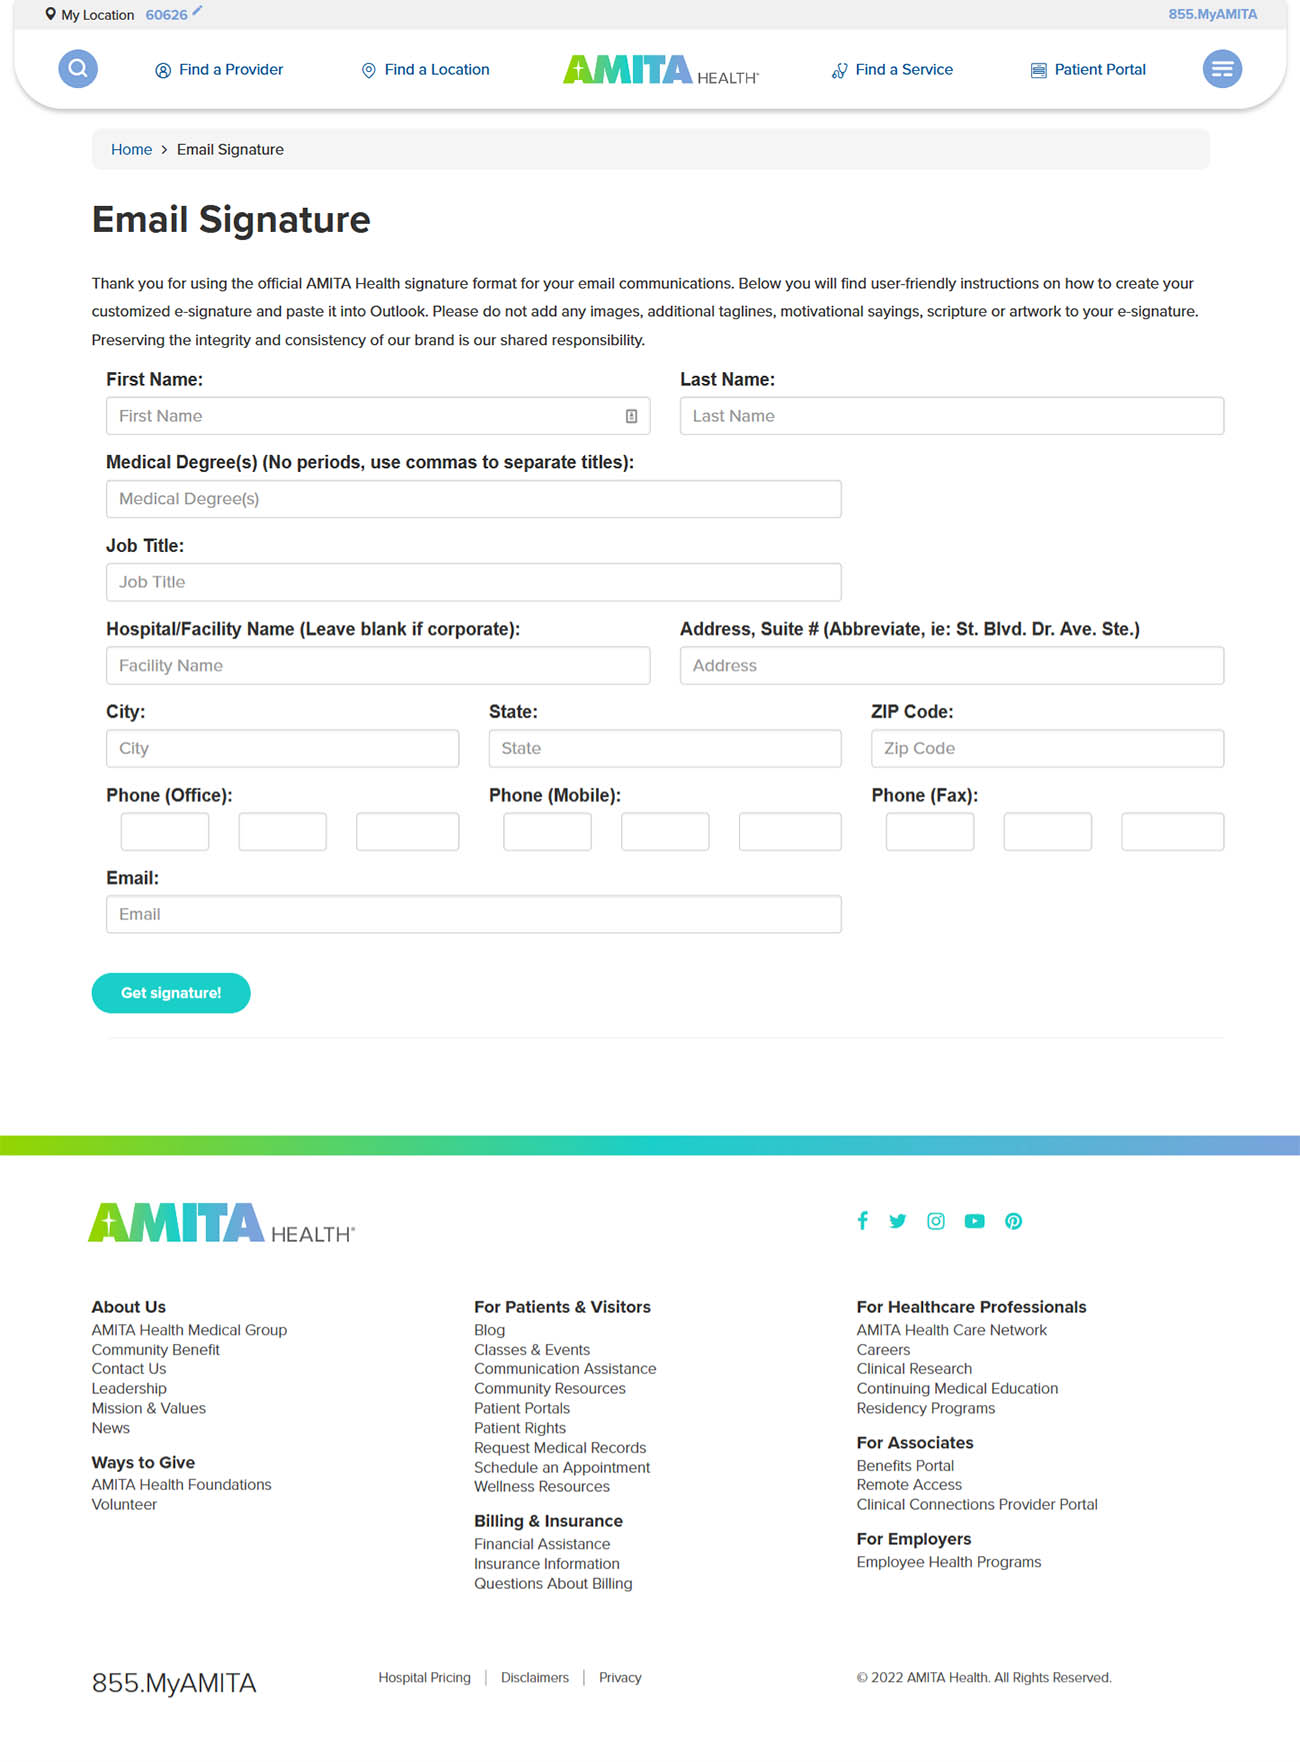 My Location 60626
855.MyAMITA
Find a Provider
Find a Location
AMITA HEALTH®
Find a Service
Patient Portal
Home > Email Signature
Email Signature
Thank you for using the official AMITA Health signature format for your email communications. Below you will find user-friendly instructions on how to create your
customized e-signature and paste it into Outlook. Please do not add any images, additional taglines, motivational sayings, scripture or artwork to your e-signature.
Preserving the integrity and consistency of our brand is our shared responsibility.
First Name: Last Name:
First Name Last Name
Medical Degree(s) (No periods, use commas to separate titles):
Medical Degree(s)
Job Title:
Job Title
Hospital/Facility Name (Leave blank if corporate): Address, Suite # (Abbreviate, ie: St. Blvd. Dr. Ave. Ste.)
Facility Name Address
City: State: ZIP Code:
City State Zip Code
Phone (Office): Phone (Mobile): Phone (Fax):
Email:
Email
Get signature!
AMITA HEALTH®
About Us
AMITA Health Medical Group
Community Benefit
Contact Us
Leadership
Mission & Values
News
Ways to Give
AMITA Health Foundations
Volunteer
For Patients & Visitors
Blog
Classes & Events
Communication Assistance
Community Resources
Patient Portals
Patient Rights
Request Medical Records
Schedule an Appointment
Wellness Resources
Billing & Insurance
Financial Assistance
Insurance Information
Questions About Billing
For Healthcare Professionals
AMITA Health Care Network
Careers
Clinical Research
Continuing Medical Education
Residency Programs
For Associates
Benefits Portal
Remote Access
Clinical Connections Provider Portal
For Employers
Employee Health Programs
855.MyAMITA
Hospital Pricing | Disclaimers | Privacy
© 2022 AMITA Health. All Rights Reserved.